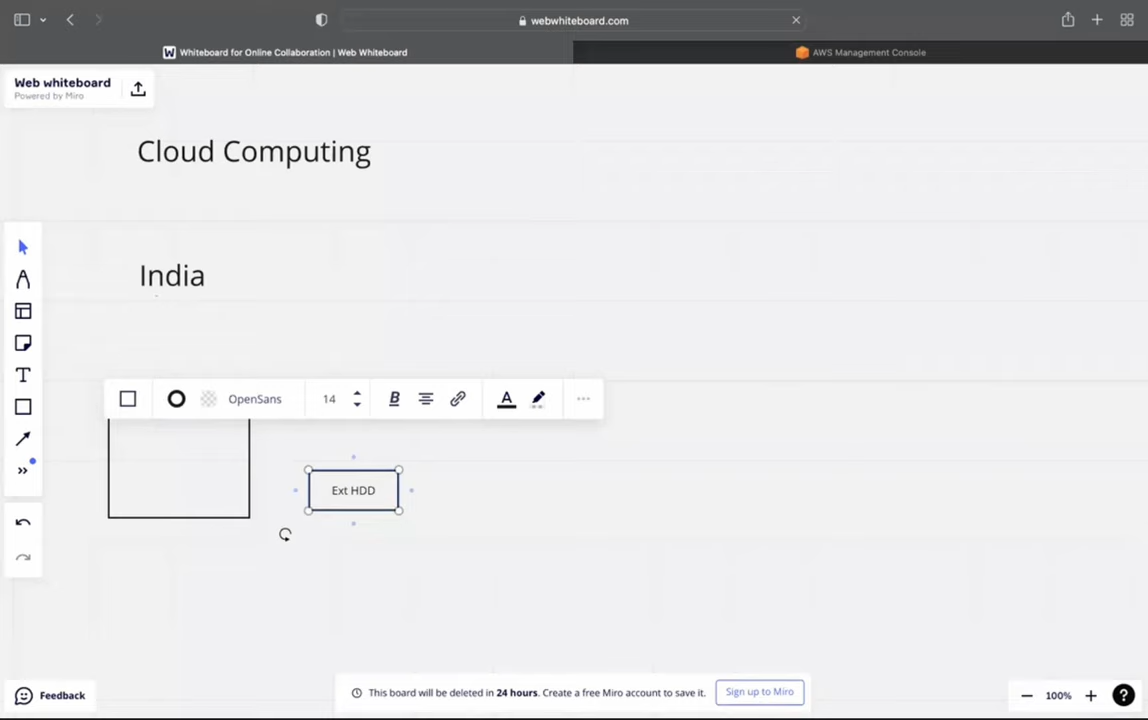 webwhiteboard.com
Whiteboard for Online Collaboration | Web Whiteboard
AWS Management Console
Web whiteboard
Powered by Miro
Cloud Computing
India
OpenSans
14
B
A
T
Ext HDD
Feedback
This board will be deleted in 24 hours. Create a free Miro account to save it.
Sign up to Miro
100%